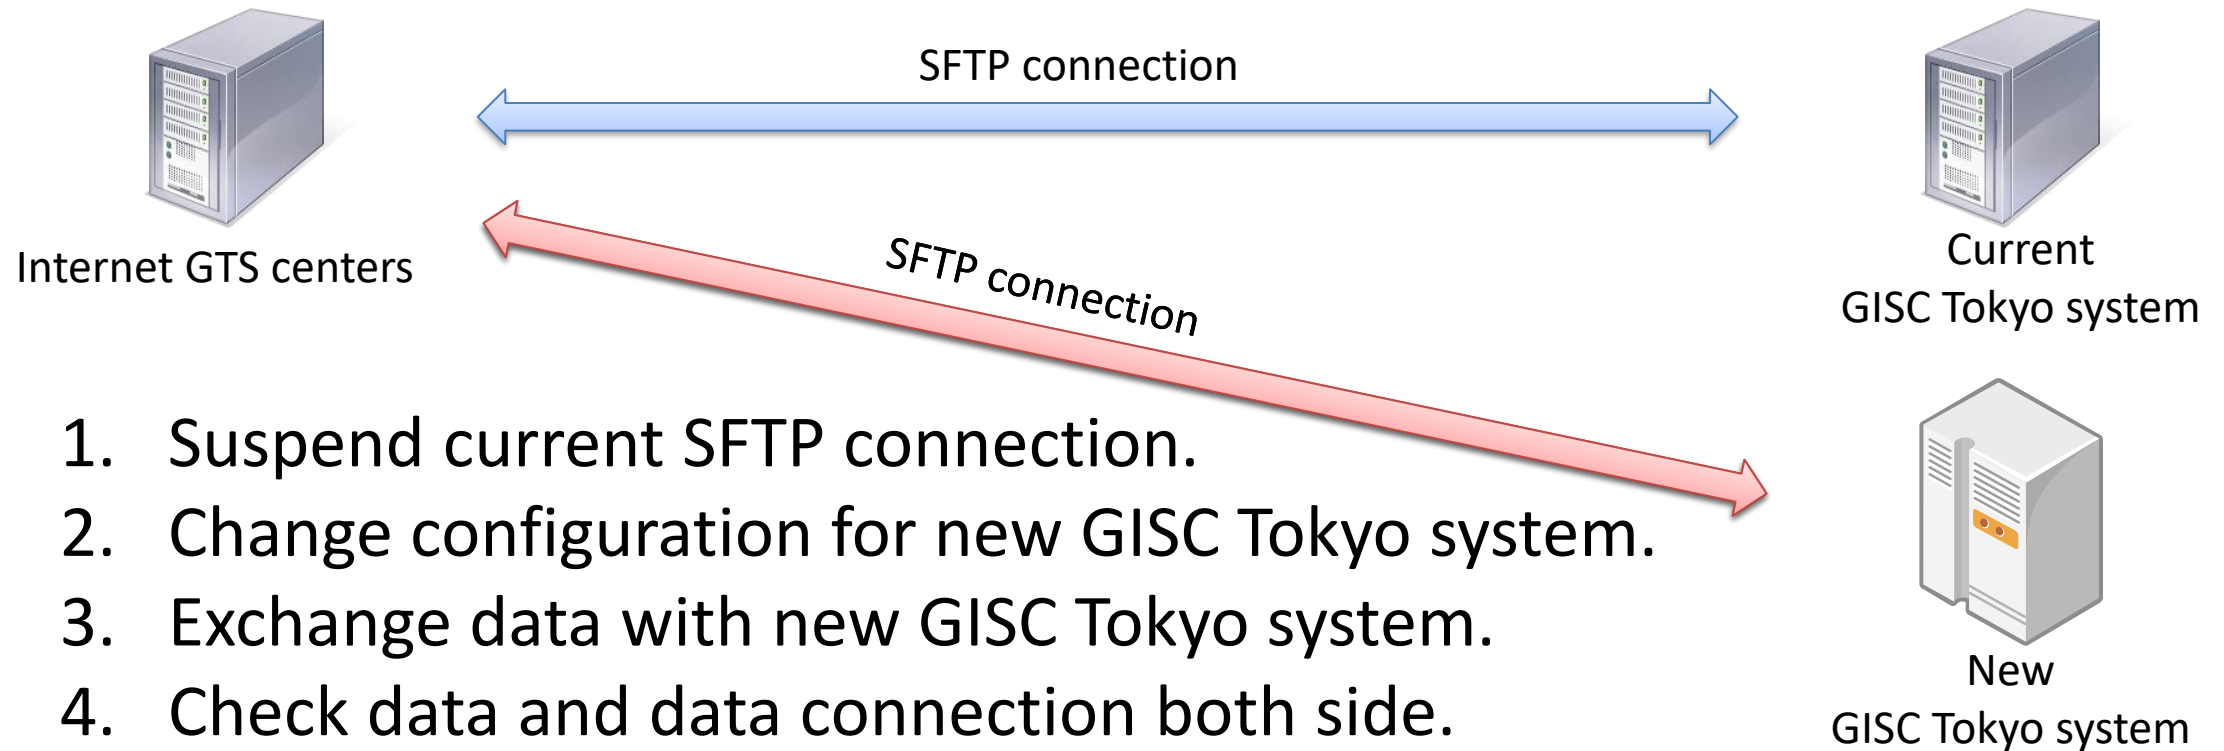 SFTP connection
Internet GTS centers
SFTP connection
Current
GISC Tokyo system
1. Suspend current SFTP connection.
2. Change configuration for new GISC Tokyo system.
3. Exchange data with new GISC Tokyo system.
4. Check data and data connection both side.
New
GISC Tokyo system